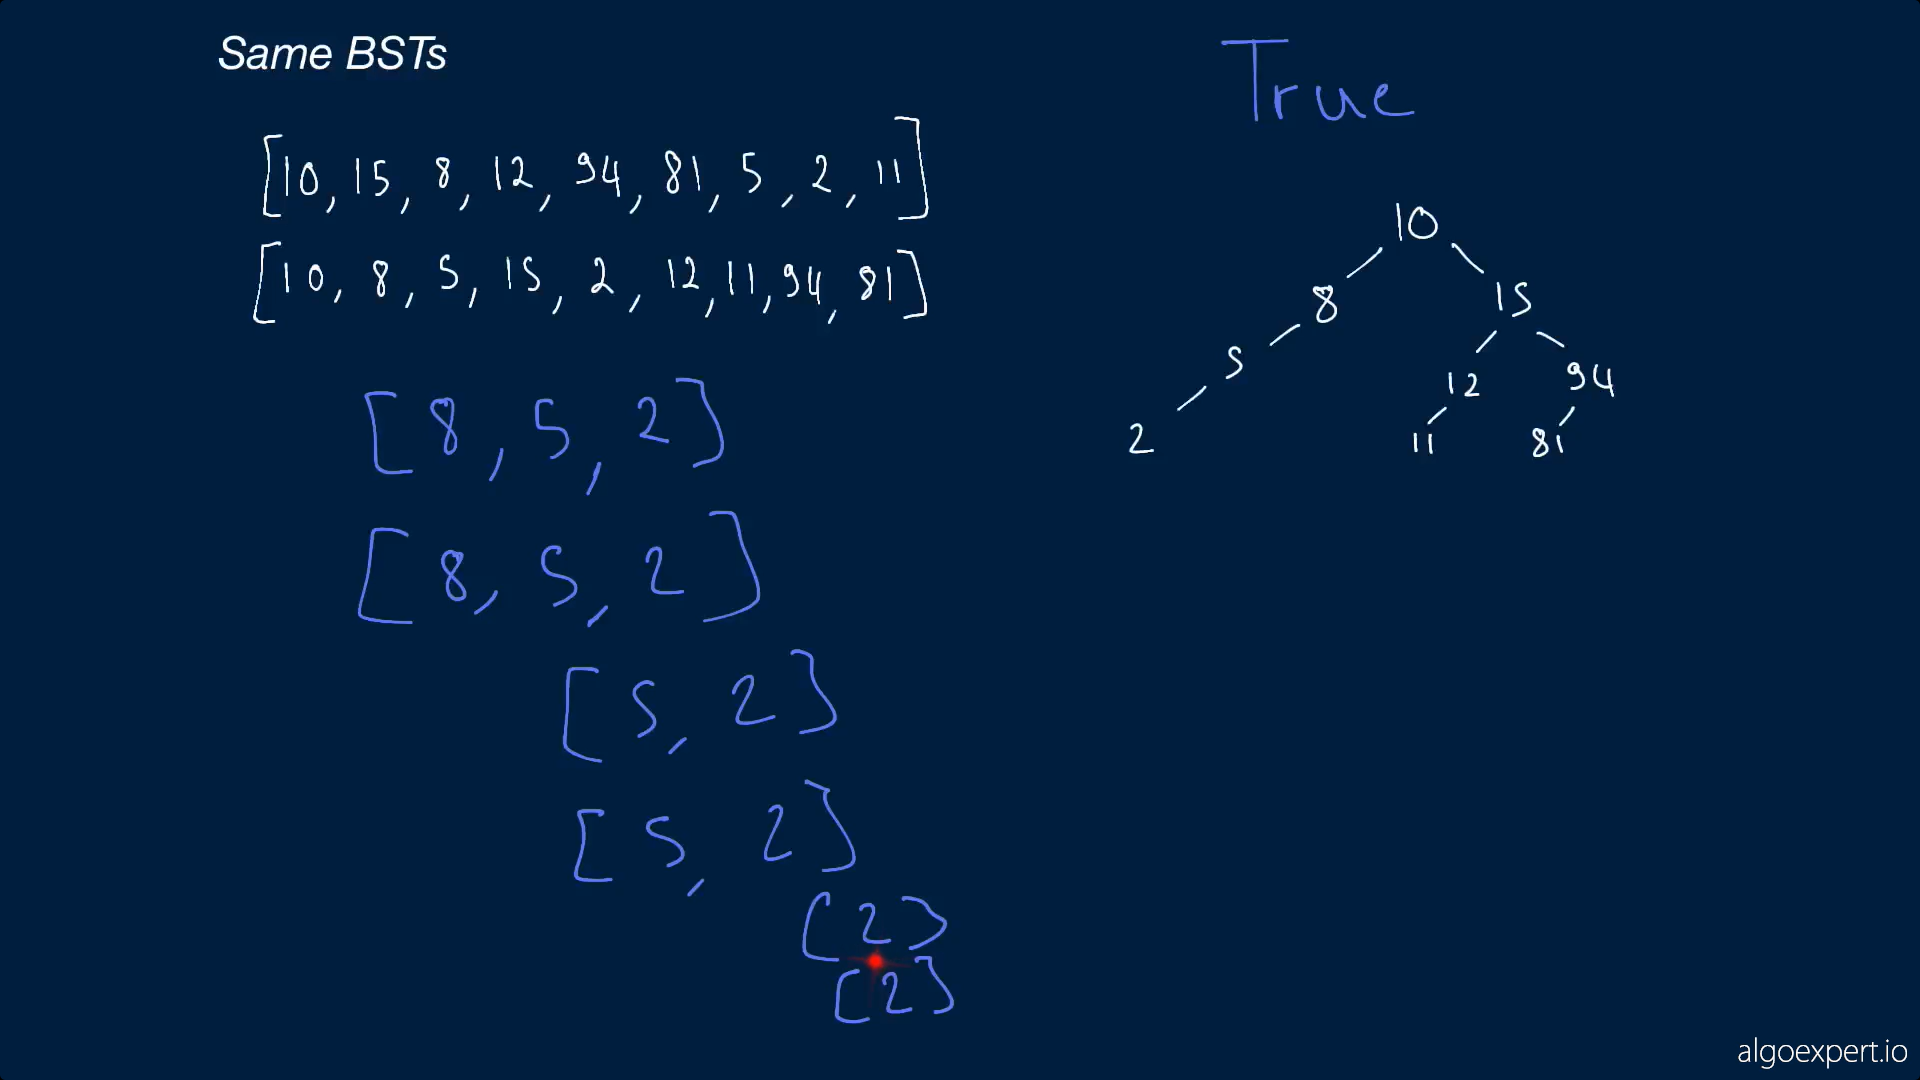 Same BSTs
True
[10, 15, 8, 12, 94, 81, 5, 2, 11]
[10, 8, 5, 15, 2, 12, 11, 94, 81]
10
8 15
5 12 94
2 11 81
[8, 5, 2]
[8, 5, 2]
[5, 2]
[5, 2]
[2]
[2]
algoexpert.io